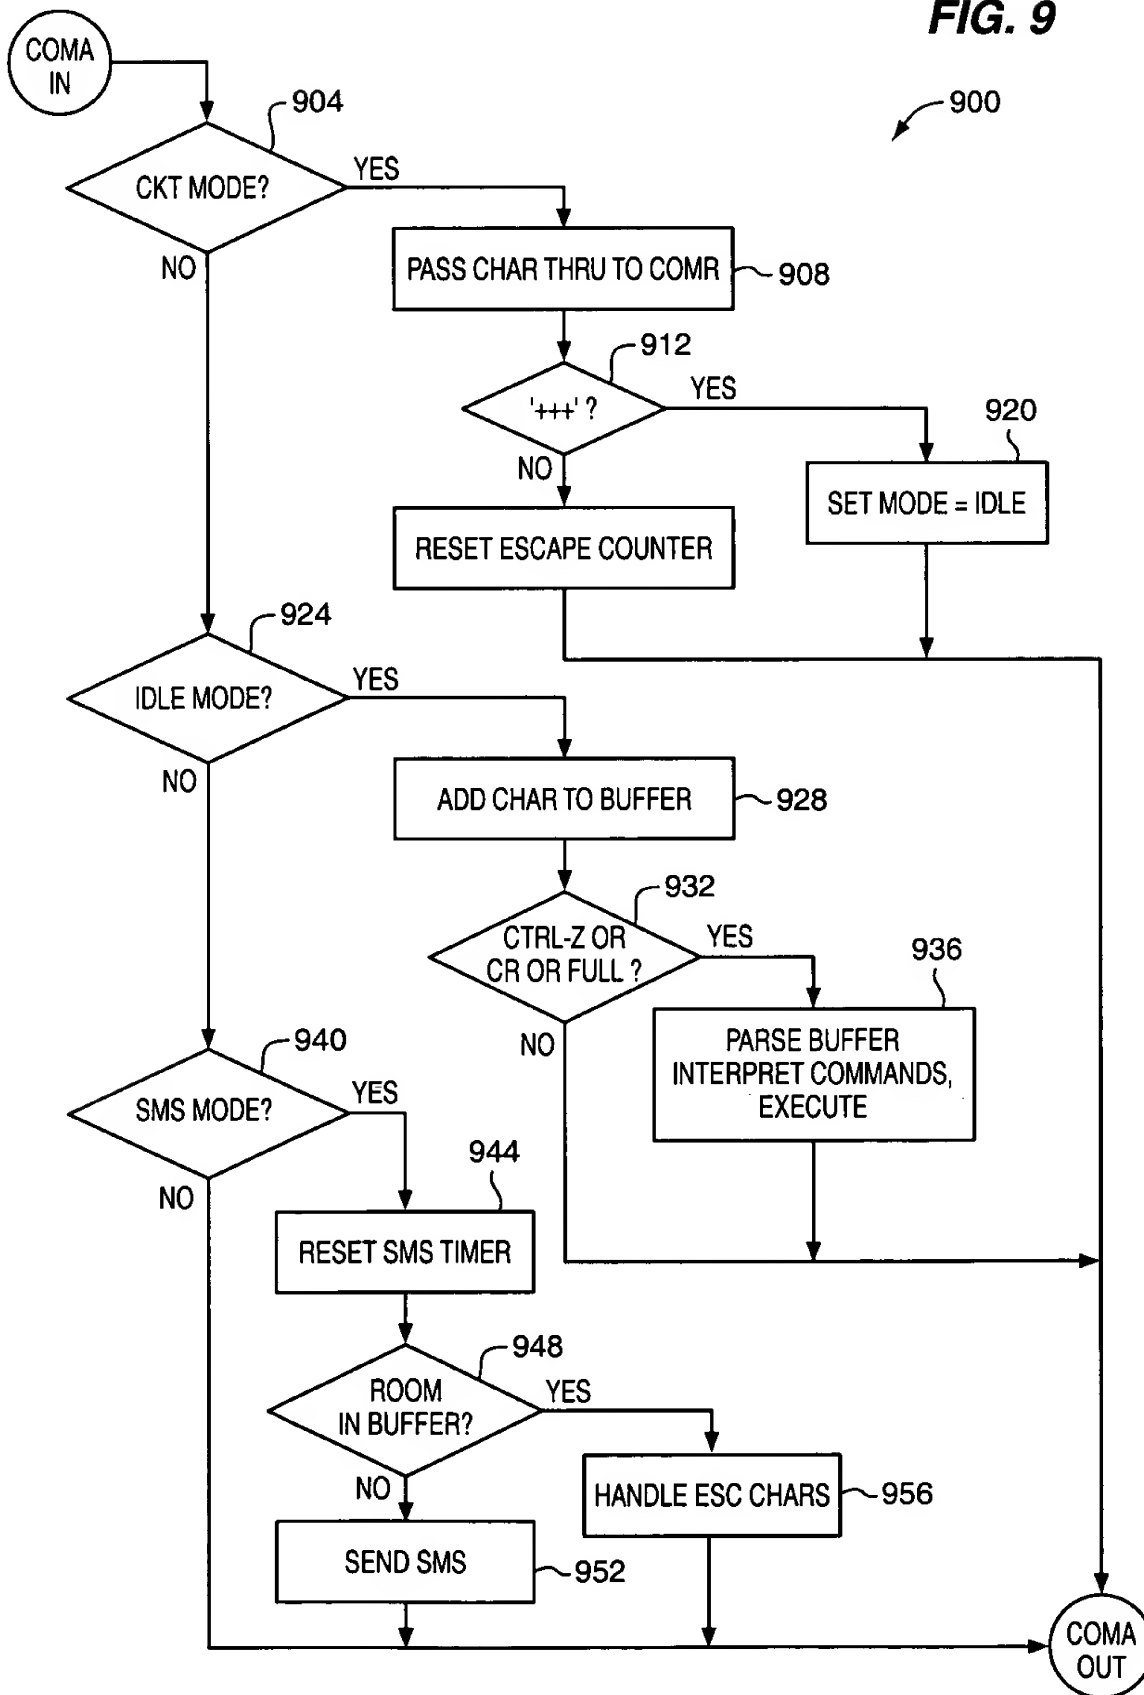 FIG. 9
COMA
IN
904
900
CKT MODE?
YES
NO
PASS CHAR THRU TO COMR
908
912
'+++' ?
YES
NO
920
SET MODE = IDLE
RESET ESCAPE COUNTER
924
IDLE MODE?
YES
NO
ADD CHAR TO BUFFER
928
932
CTRL-Z OR
CR OR FULL ?
YES
NO
936
PARSE BUFFER
INTERPRET COMMANDS,
EXECUTE
940
SMS MODE?
YES
NO
944
RESET SMS TIMER
948
ROOM
IN BUFFER?
YES
NO
HANDLE ESC CHARS
956
SEND SMS
952
COMA
OUT